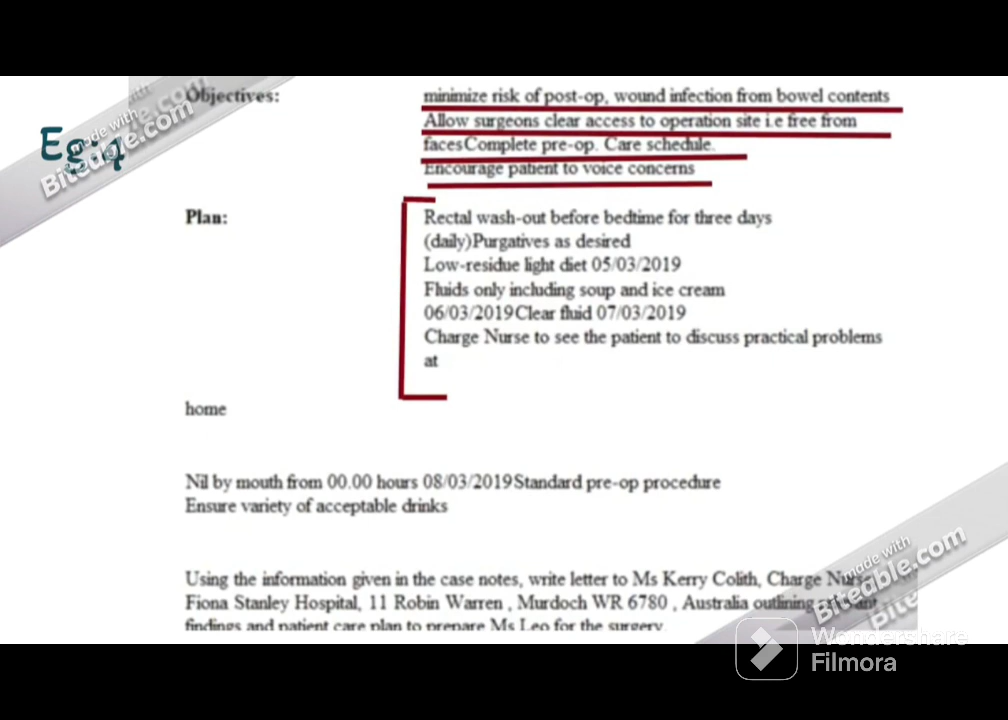 Objectives: minimize risk of post-op, wound infection from bowel contents
Allow surgeons clear access to operation site i.e free from
facesComplete pre-op. Care schedule.
Encourage patient to voice concerns
made with
Biteable.com
Plan: Rectal wash-out before bedtime for three days
(daily)Purgatives as desired
Low-residue light diet 05/03/2019
Fluids only including soup and ice cream
06/03/2019Clear fluid 07/03/2019
Charge Nurse to see the patient to discuss practical problems
at
home
Nil by mouth from 00.00 hours 08/03/2019Standard pre-op procedure
Ensure variety of acceptable drinks
Using the information given in the case notes, write letter to Ms Kerry Colith, Charge Nurse
Fiona Stanley Hospital, 11 Robin Warren , Murdoch WR 6780 , Australia outlining
findings and patient care plan to prepare Ms Leo for the surgery.
made with
Biteable.com
Wondershare
Filmora